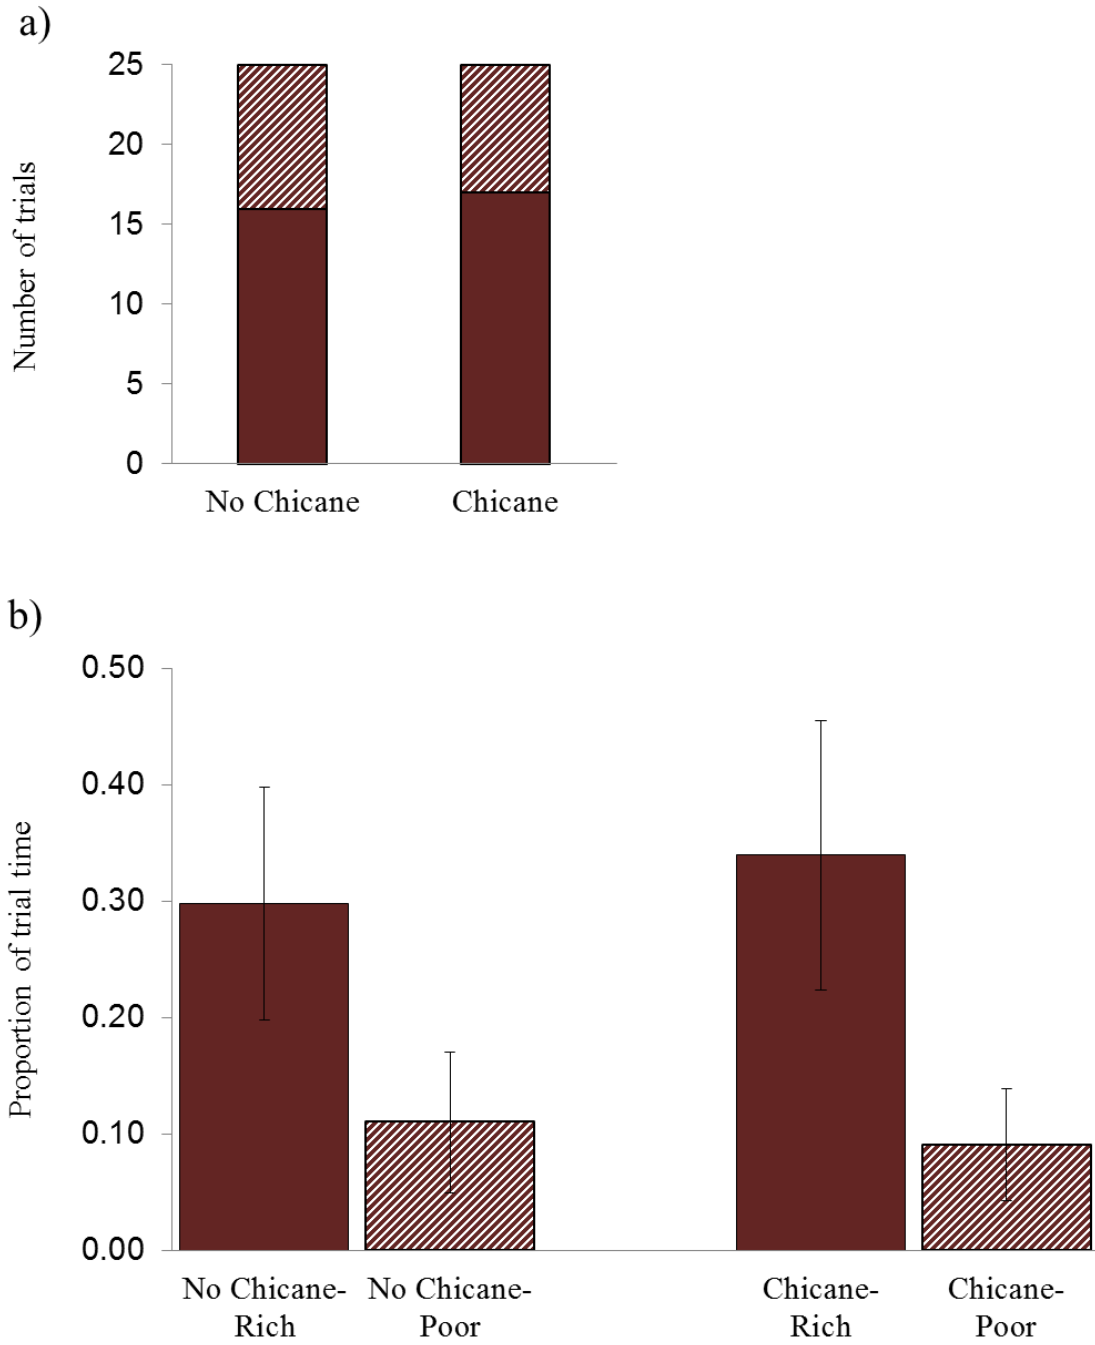 a)
25
20
15
10
5
0
Number of trials
No Chicane
Chicane
b)
0.50
0.40
0.30
0.20
0.10
0.00
Proportion of trial time
No Chicane-
Rich
No Chicane-
Poor
Chicane-
Rich
Chicane-
Poor